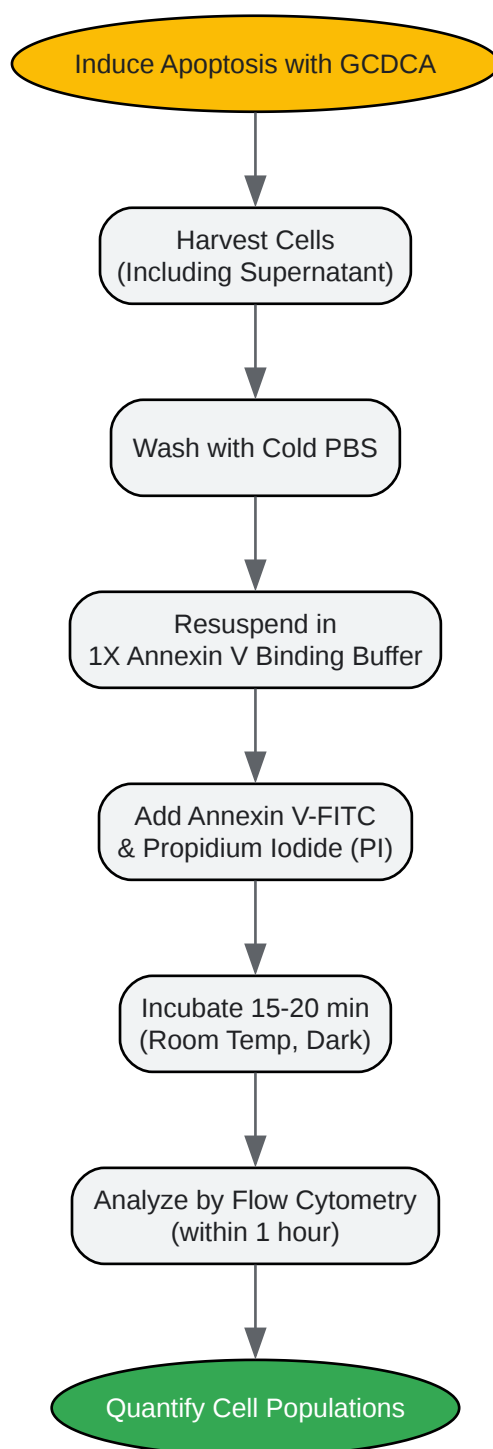 Induce Apoptosis with GCDCA
Harvest Cells
(Including Supernatant)
Wash with Cold PBS
Resuspend in
1X Annexin V Binding Buffer
Add Annexin V-FITC
& Propidium Iodide (PI)
Incubate 15-20 min
(Room Temp, Dark)
Analyze by Flow Cytometry
(within 1 hour)
Quantify Cell Populations